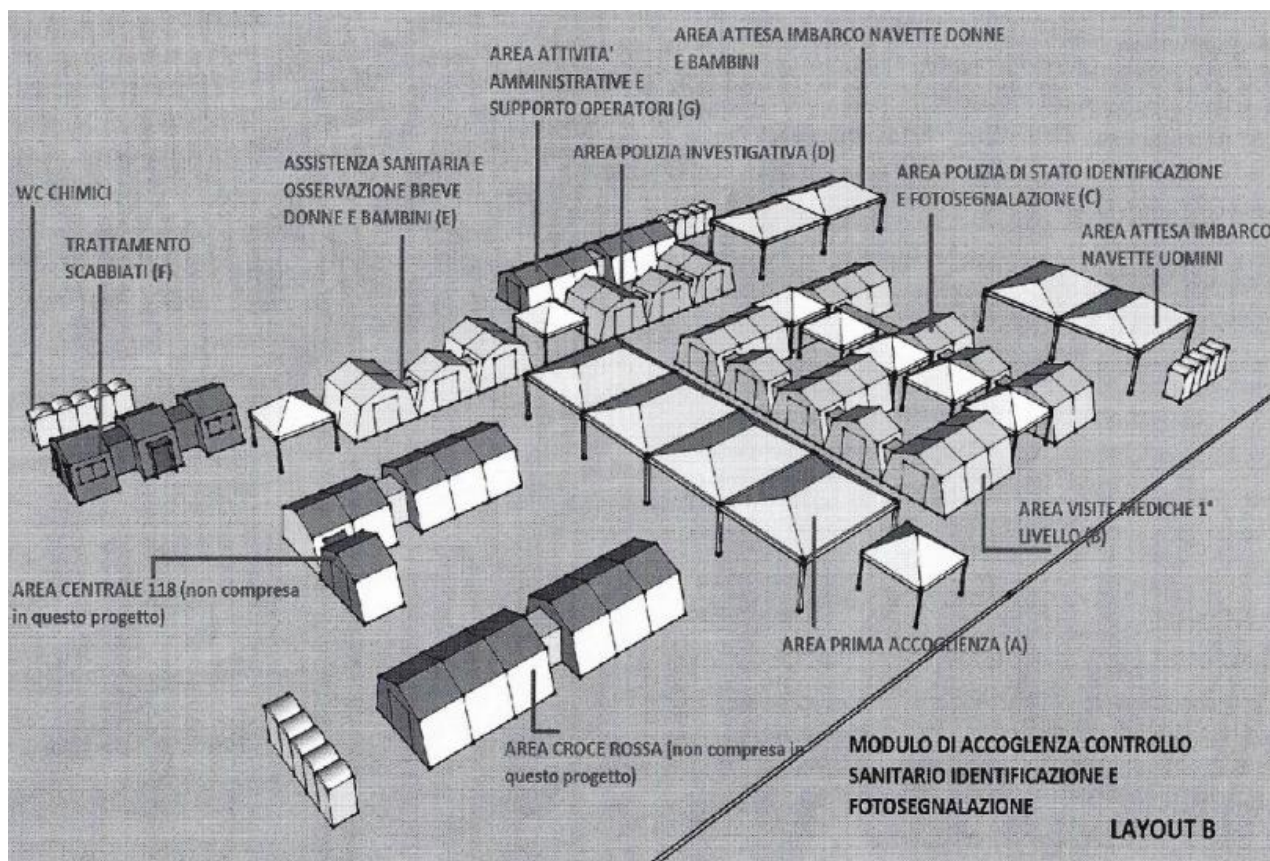 AREA ATTESA IMBARCO NAVETTE DONNE
E BAMBINI
AREA ATTIVITA'
AMMINISTRATIVE E
SUPPORTO OPERATORI (G)
AREA POLIZIA INVESTIGATIVA (D)
ASSISTENZA SANITARIA E
OSSERVAZIONE BREVE
DONNE E BAMBINI (E)
AREA POLIZIA DI STATO IDENTIFICAZIONE
E FOTOSEGNALAZIONE (C)
WC CHIMICI
TRATTAMENTO
SCABBIATI (F)
AREA ATTESA IMBARCO
NAVETTE UOMINI
AREA VISITE MEDICHE 1°
LIVELLO (B)
AREA CENTRALE 118 (non compresa
in questo progetto)
AREA PRIMA ACCOGLIENZA (A)
AREA CROCE ROSSA (non compresa in
questo progetto)
MODULO DI ACCOGLENZA CONTROLLO
SANITARIO IDENTIFICAZIONE E
FOTOSEGNALAZIONE
LAYOUT B